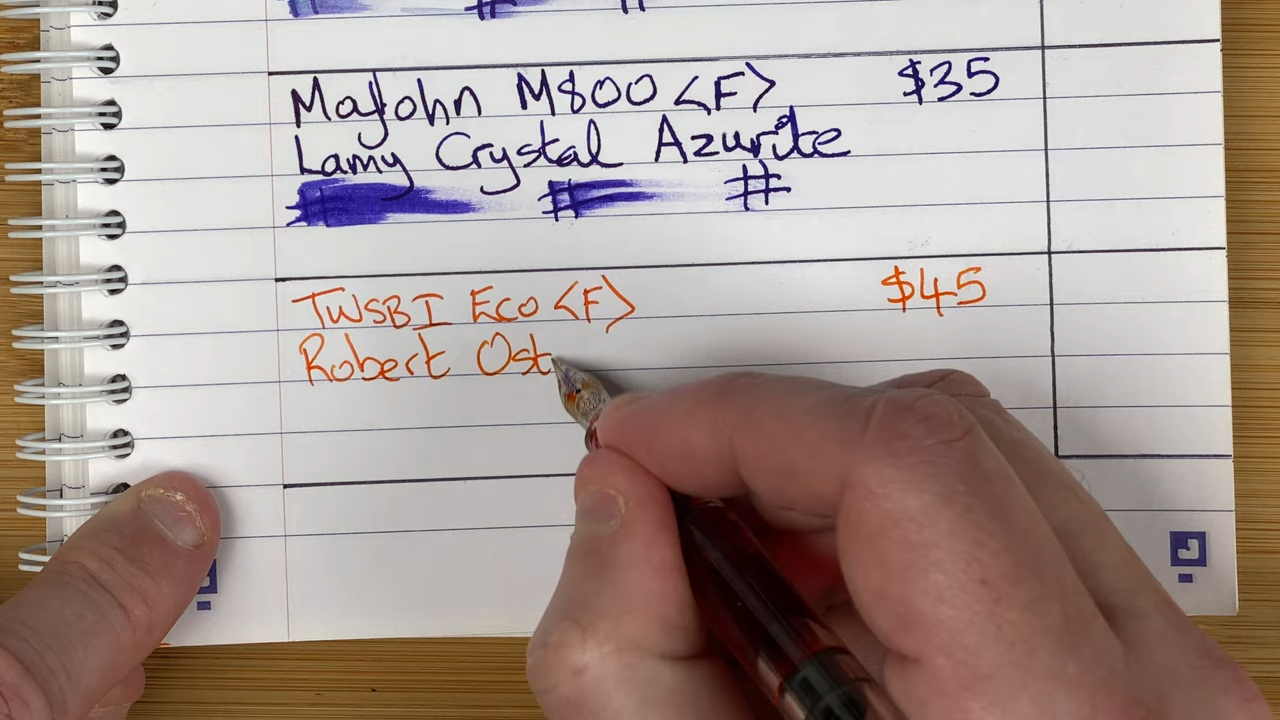 # # #
Majohn M800 <F> $35
Lamy Crystal Azurite
# # #
TWSBI Eco <F> $45
Robert Ost